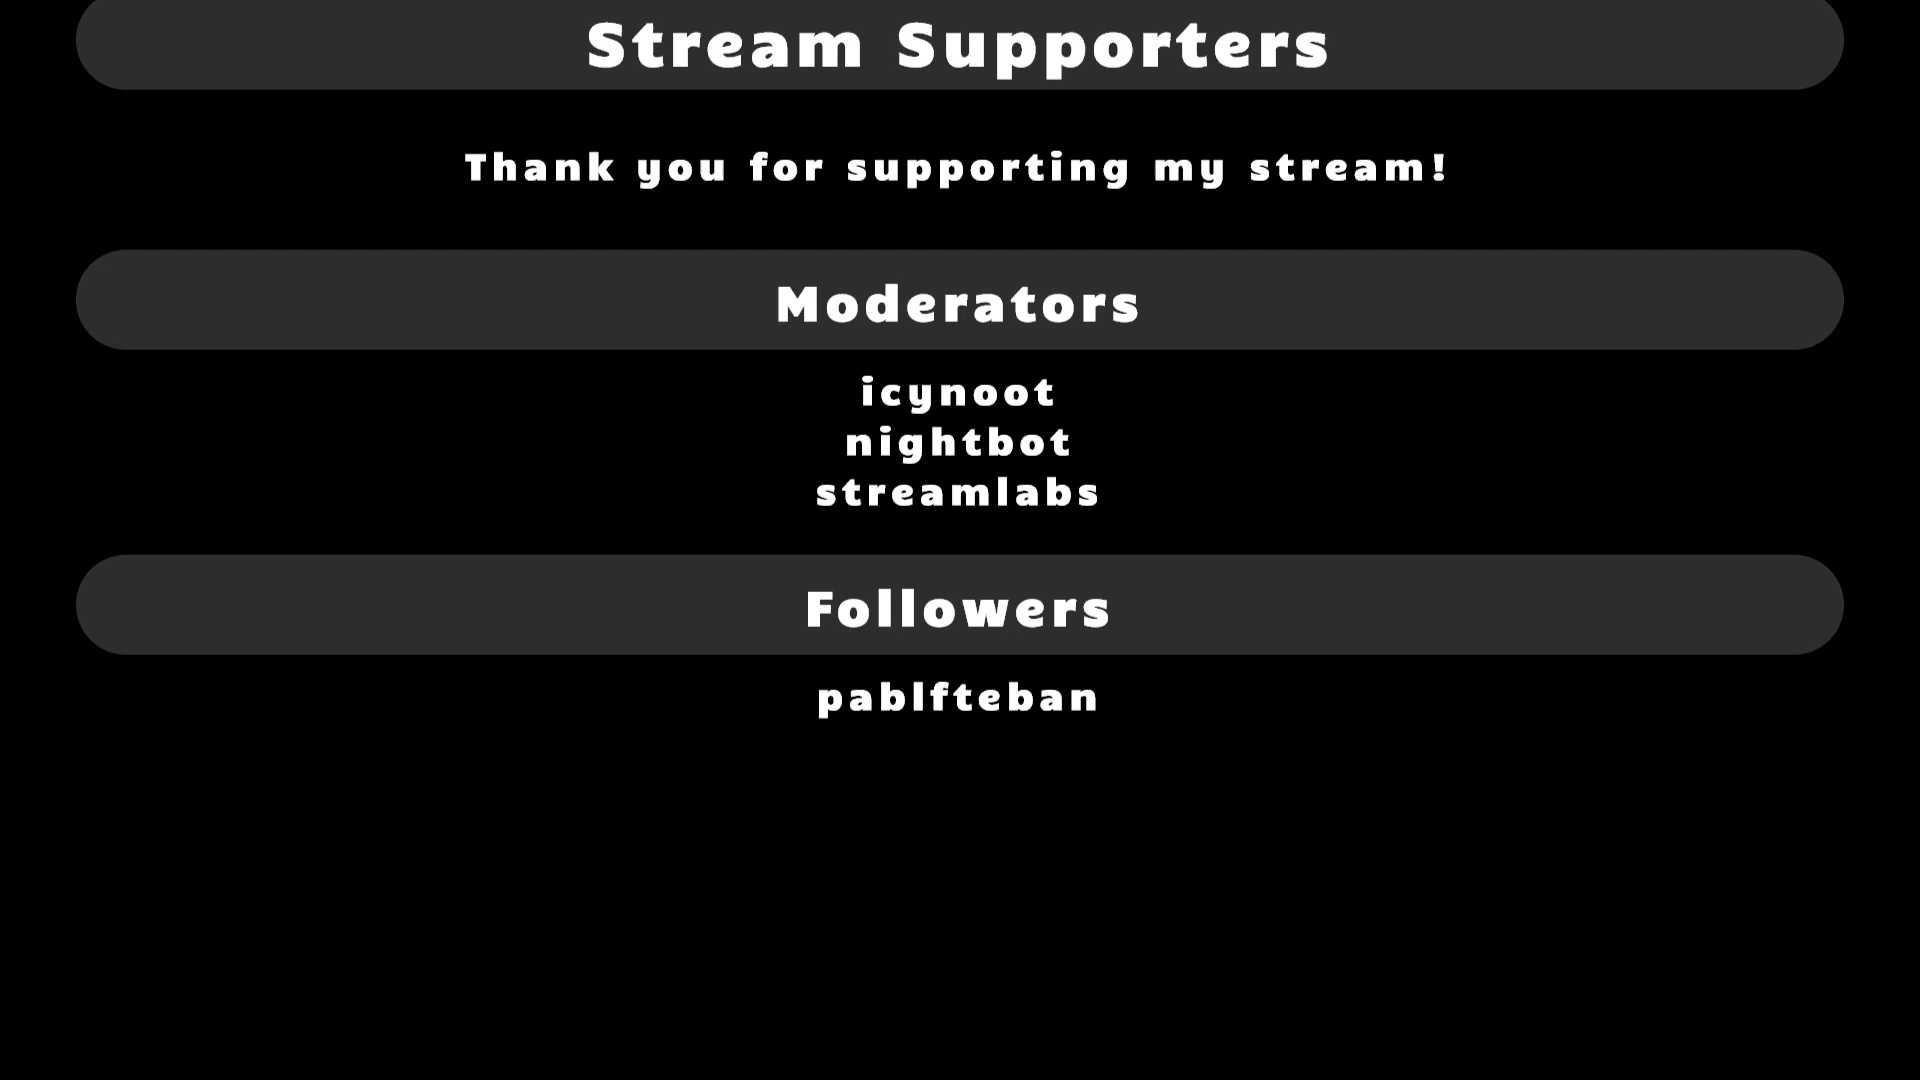 Stream Supporters
Thank you for supporting my stream!
Moderators
icynoot
nightbot
streamlabs
Followers
pablfteban